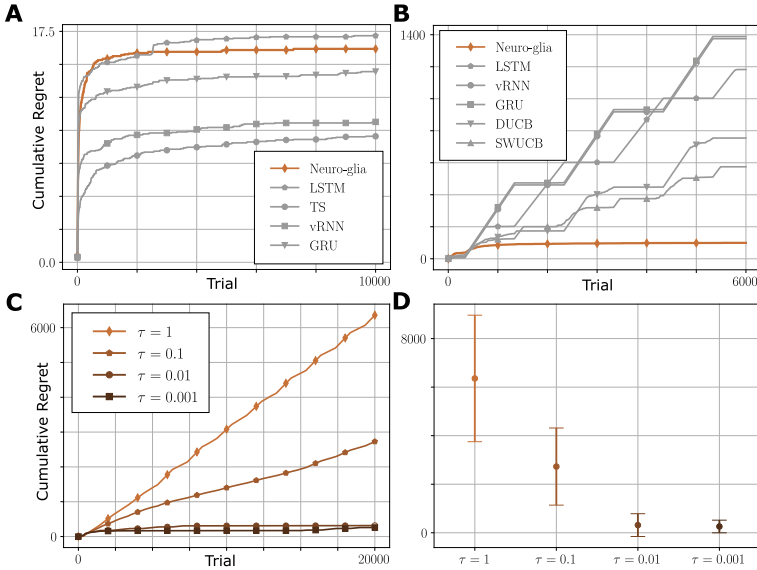 A
17.5
Cumulative Regret
0.0
0
Trial
10000
Neuro-glia
LSTM
TS
vRNN
GRU
B
1400
0
0
Trial
6000
Neuro-glia
LSTM
vRNN
GRU
DUCB
SWUCB
C
6000
Cumulative Regret
0
0
Trial
20000
τ = 1
τ = 0.1
τ = 0.01
τ = 0.001
D
8000
0
τ = 1
τ = 0.1
τ = 0.01
τ = 0.001